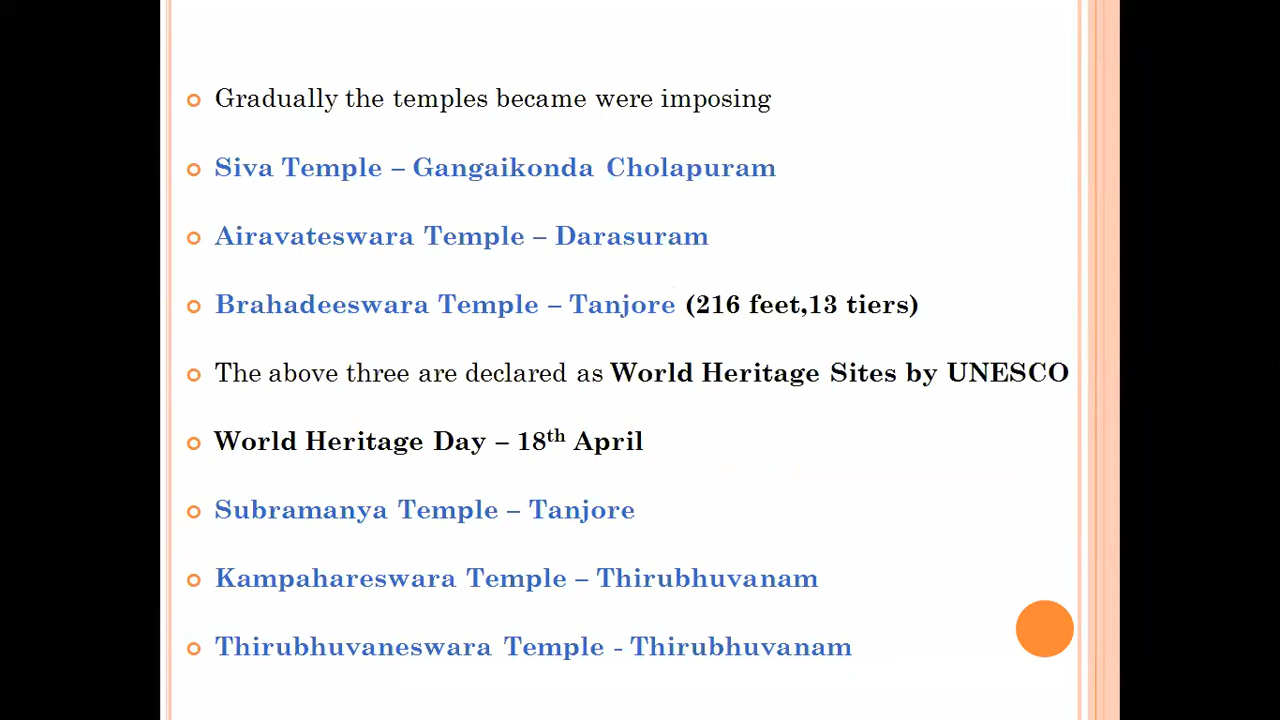 Gradually the temples became were imposing
Siva Temple – Gangaikonda Cholapuram
Airavateswara Temple – Darasuram
Brahadeeswara Temple – Tanjore (216 feet,13 tiers)
The above three are declared as World Heritage Sites by UNESCO
World Heritage Day – 18th April
Subramanya Temple – Tanjore
Kampahareswara Temple – Thirubhuvanam
Thirubhuvaneswara Temple - Thirubhuvanam